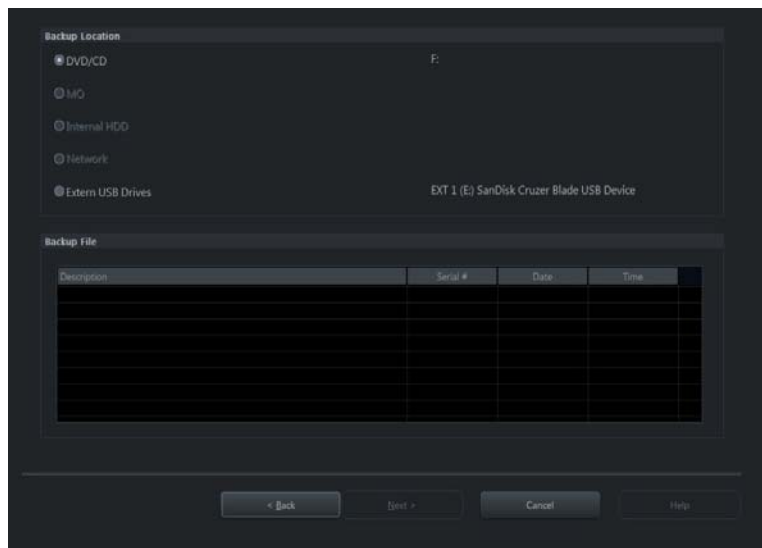 Backup Location
DVD/CD F:
MO
Internal HDD
Network
Extern USB Drives EXT 1 (E:) SanDisk Cruzer Blade USB Device
Backup File
Description Serial # Date Time
< Back Next > Cancel Help